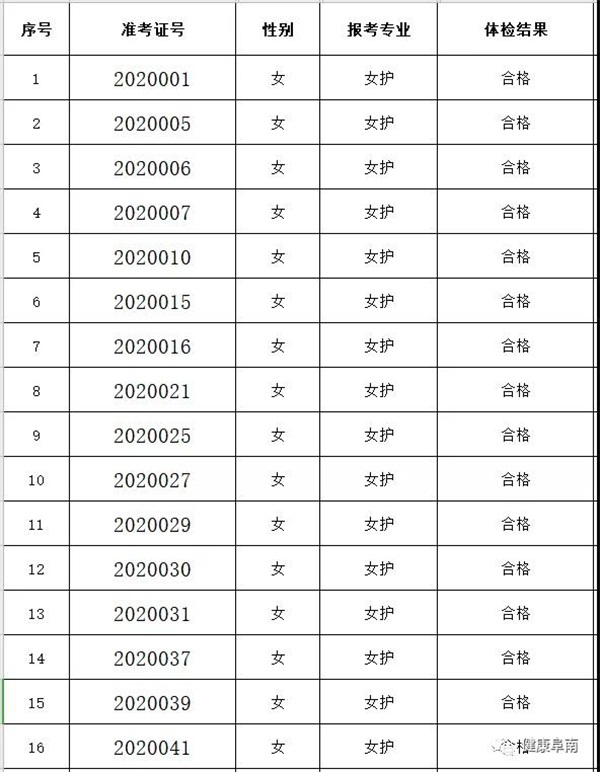 序号 准考证号 性别 报考专业 体检结果
1 2020001 女 女护 合格
2 2020005 女 女护 合格
3 2020006 女 女护 合格
4 2020007 女 女护 合格
5 2020010 女 女护 合格
6 2020015 女 女护 合格
7 2020016 女 女护 合格
8 2020021 女 女护 合格
9 2020025 女 女护 合格
10 2020027 女 女护 合格
11 2020029 女 女护 合格
12 2020030 女 女护 合格
13 2020031 女 女护 合格
14 2020037 女 女护 合格
15 2020039 女 女护 合格
16 2020041 女 女护 合格
健康阜南